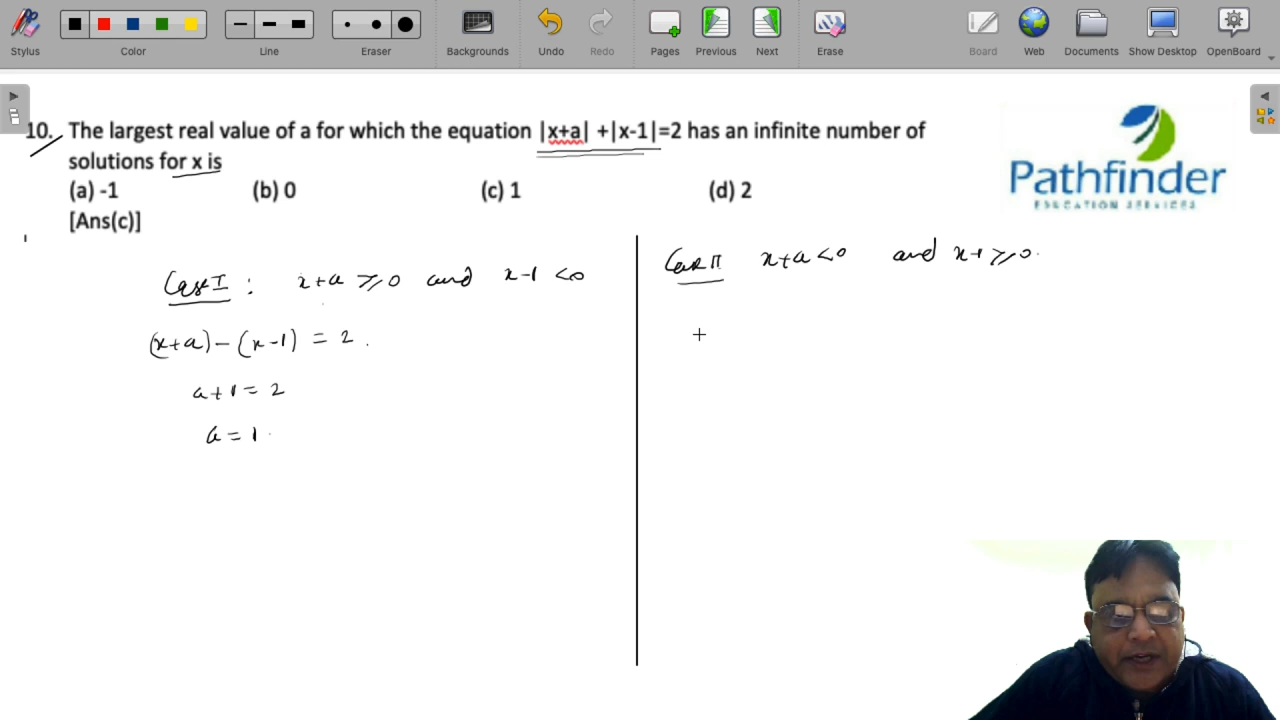 Stylus
Color
Line
Eraser
Backgrounds
Undo
Redo
Pages
Previous
Next
Erase
Board
Web
Documents
Show Desktop
OpenBoard
10. The largest real value of a for which the equation |x+a| +|x-1|=2 has an infinite number of
solutions for x is
(a) -1 (b) 0 (c) 1 (d) 2
[Ans(c)]
Pathfinder
EDUCATION SERVICES
Case I : x+a ≥0 and x-1 <0
(x+a) - (x-1) = 2.
a+1 = 2
a = 1.
Case II x+a <0 and x-1 ≥0.
+